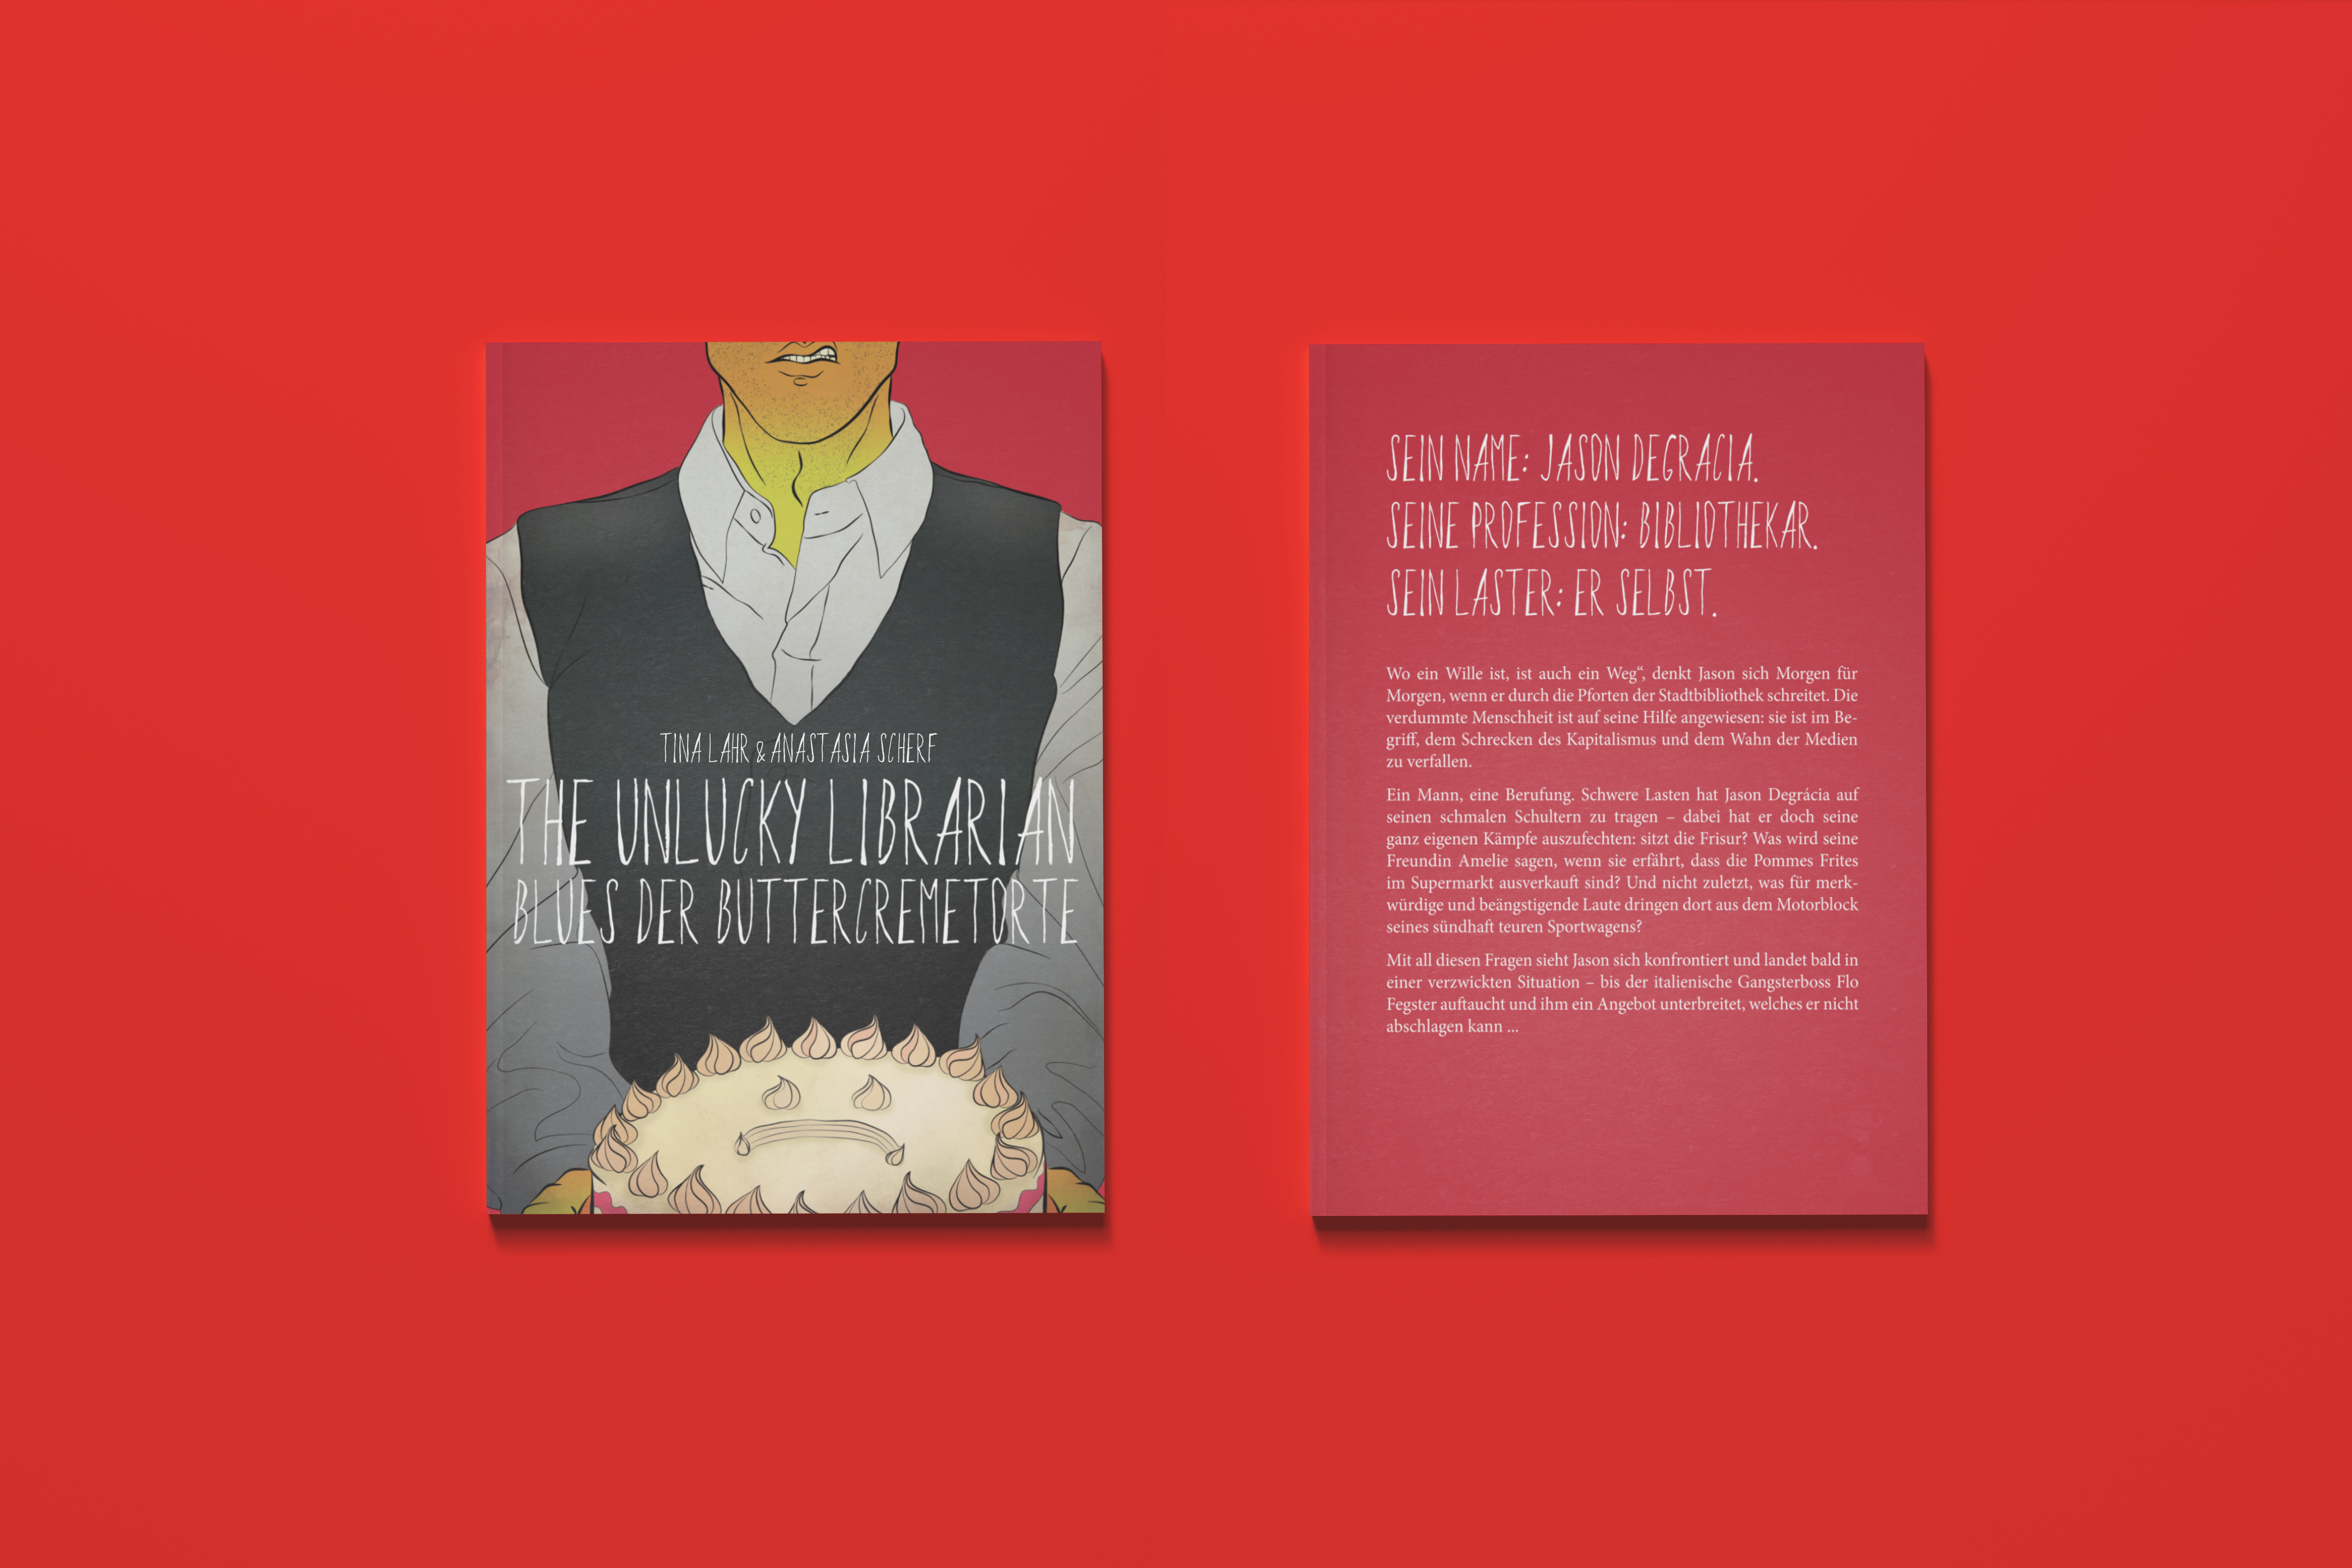 TINA LAHR & ANASTASIA SCHERF
THE UNLUCKY LIBRARIAN
BLUES DER BUTTERCREMETORTE
SEIN NAME: JASON DEGRACIA.
SEINE PROFESSION: BIBLIOTHEKAR.
SEIN LASTER: ER SELBST.
Wo ein Wille ist, ist auch ein Weg“, denkt Jason sich Morgen für
Morgen, wenn er durch die Pforten der Stadtbibliothek schreitet. Die
verdummte Menschheit ist auf seine Hilfe angewiesen: sie ist im Be-
griff, dem Schrecken des Kapitalismus und dem Wahn der Medien
zu verfallen.
Ein Mann, eine Berufung. Schwere Lasten hat Jason Degrácia auf
seinen schmalen Schultern zu tragen – dabei hat er doch seine
ganz eigenen Kämpfe auszufechten: sitzt die Frisur? Was wird seine
Freundin Amelie sagen, wenn sie erfährt, dass die Pommes Frites
im Supermarkt ausverkauft sind? Und nicht zuletzt, was für merk-
würdige und beängstigende Laute dringen dort aus dem Motorblock
seines sündhaft teuren Sportwagens?
Mit all diesen Fragen sieht Jason sich konfrontiert und landet bald in
einer verzwickten Situation – bis der italienische Gangsterboss Flo
Fegster auftaucht und ihm ein Angebot unterbreitet, welches er nicht
abschlagen kann ...